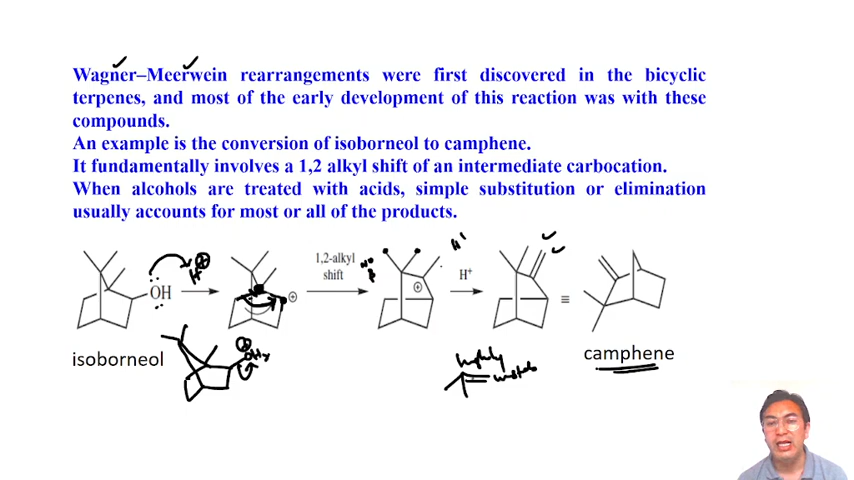 Wagner–Meerwein rearrangements were first discovered in the bicyclic
terpenes, and most of the early development of this reaction was with these
compounds.
An example is the conversion of isoborneol to camphene.
It fundamentally involves a 1,2 alkyl shift of an intermediate carbocation.
When alcohols are treated with acids, simple substitution or elimination
usually accounts for most or all of the products.
OH
H⊕
⊕
1,2-alkyl
shift
⊕
H⁺
H⁺
≡
isoborneol
⊕
OH₂
highly
camphene